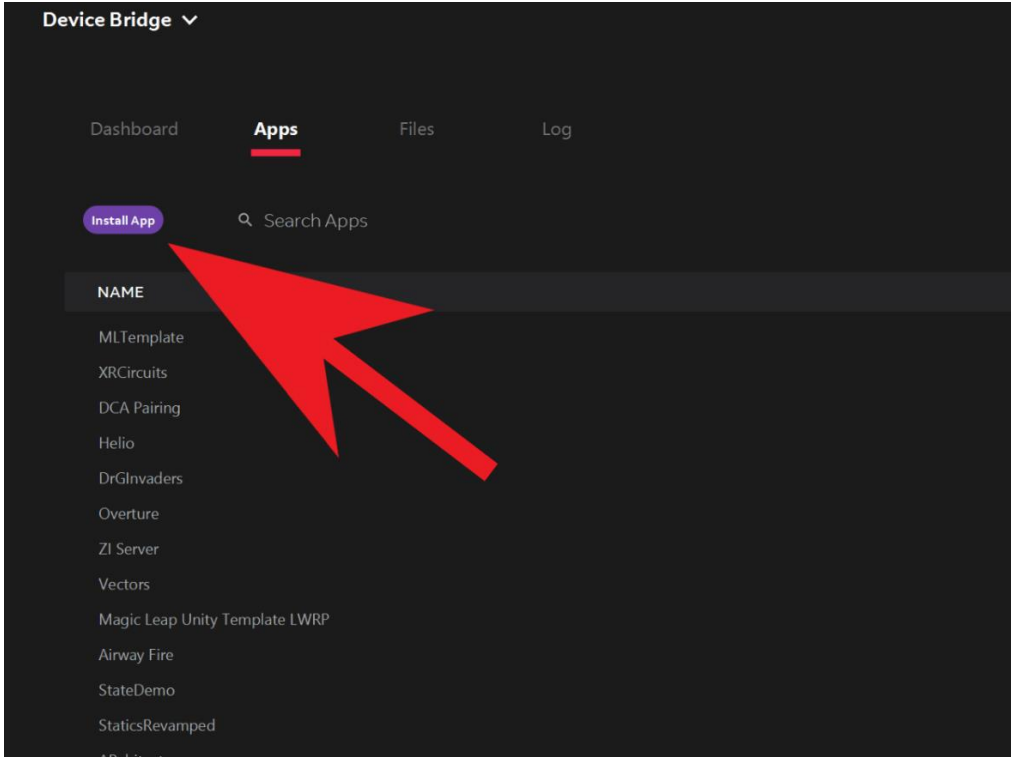 Device Bridge
Dashboard Apps Files Log
Install App Search Apps
NAME
MLTemplate
XRCircuits
DCA Pairing
Helio
DrGInvaders
Overture
ZI Server
Vectors
Magic Leap Unity Template LWRP
Airway Fire
StateDemo
StaticsRevamped